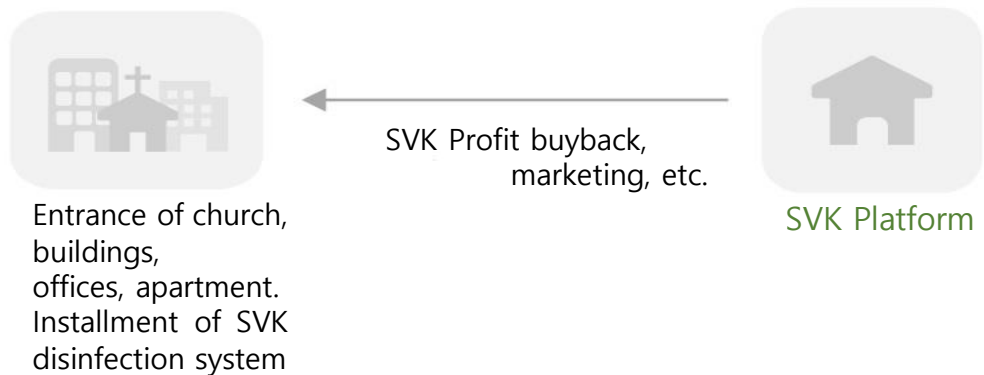 SVK Profit buyback,
marketing, etc.
Entrance of church,
buildings,
offices, apartment.
Installment of SVK
disinfection system
SVK Platform